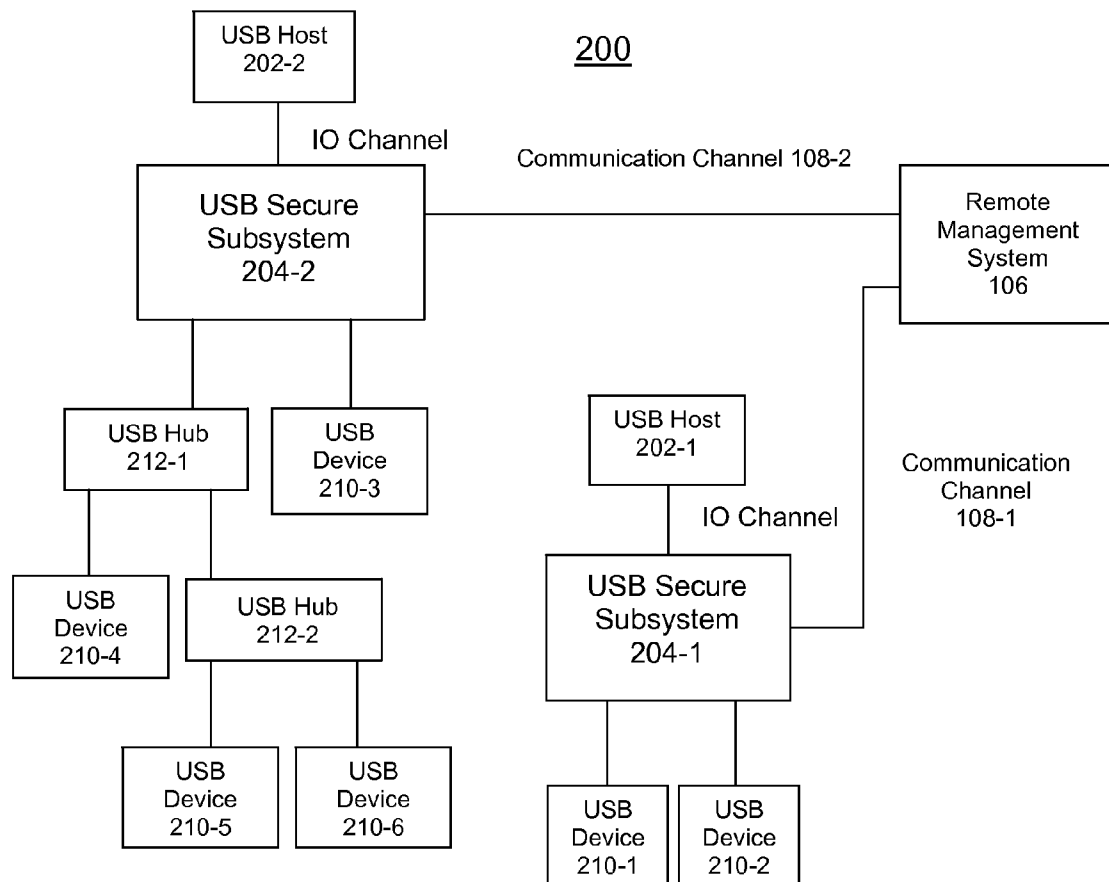 USB Host
202-2
200
IO Channel
Communication Channel 108-2
USB Secure
Subsystem
204-2
Remote
Management
System
106
USB Hub
212-1
USB
Device
210-3
USB Host
202-1
Communication
Channel
108-1
IO Channel
USB
Device
210-4
USB Hub
212-2
USB Secure
Subsystem
204-1
USB
Device
210-5
USB
Device
210-6
USB
Device
210-1
USB
Device
210-2